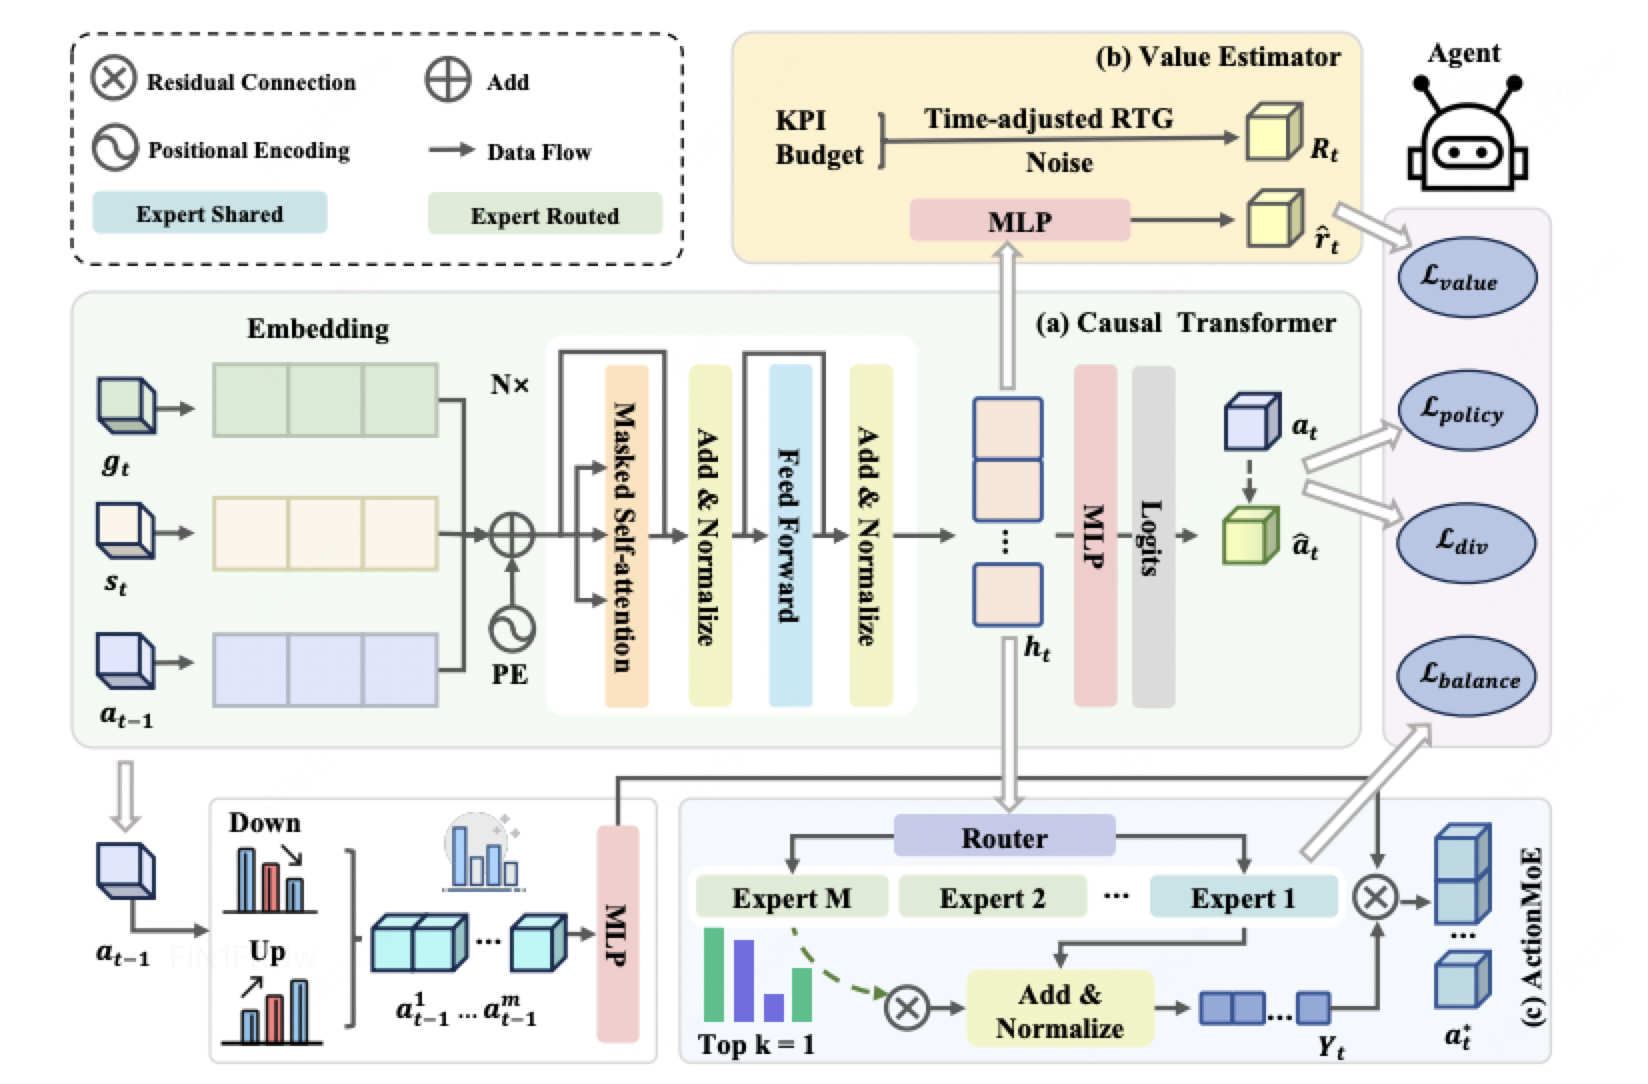 Residual Connection
Add
Positional Encoding
Data Flow
Expert Shared
Expert Routed
(b) Value Estimator
KPI
Budget
Time-adjusted RTG
Noise
R_t
MLP
r̂_t
Agent
ℒ_value
ℒ_policy
ℒ_div
ℒ_balance
(a) Causal Transformer
Embedding
g_t
s_t
a_{t−1}
N×
PE
Masked Self-attention
Add & Normalize
Feed Forward
Add & Normalize
h_t
MLP
Logits
a_t
â_t
a_{t−1}
Down
Up
a^1_{t−1} ... a^m_{t−1}
MLP
(c) ActionMoE
Router
Expert M
Expert 2
...
Expert 1
Top k = 1
Add &
Normalize
Y_t
a^*_t